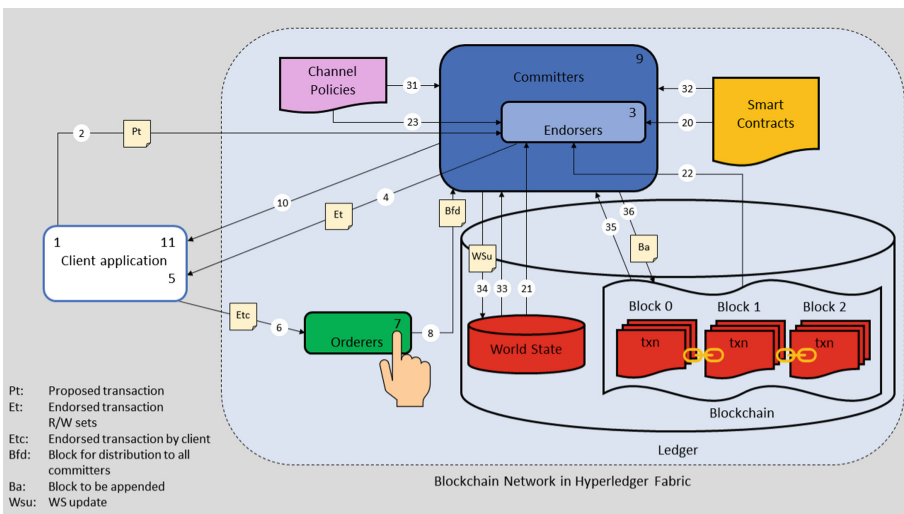 9
Channel
Policies
31
Committers
32
Smart
Contracts
3
Endorsers
23
20
2
Pt
22
10
4
Et
Bfd
36
35
Ba
1
11
Client application
5
WSu
34
33
21
Block 0
Block 1
Block 2
txn
txn
txn
Etc
6
7
Orderers
8
World State
Blockchain
Ledger
Blockchain Network in Hyperledger Fabric
Pt: Proposed transaction
Et: Endorsed transaction
R/W sets
Etc: Endorsed transaction by client
Bfd: Block for distribution to all
committers
Ba: Block to be appended
Wsu: WS update